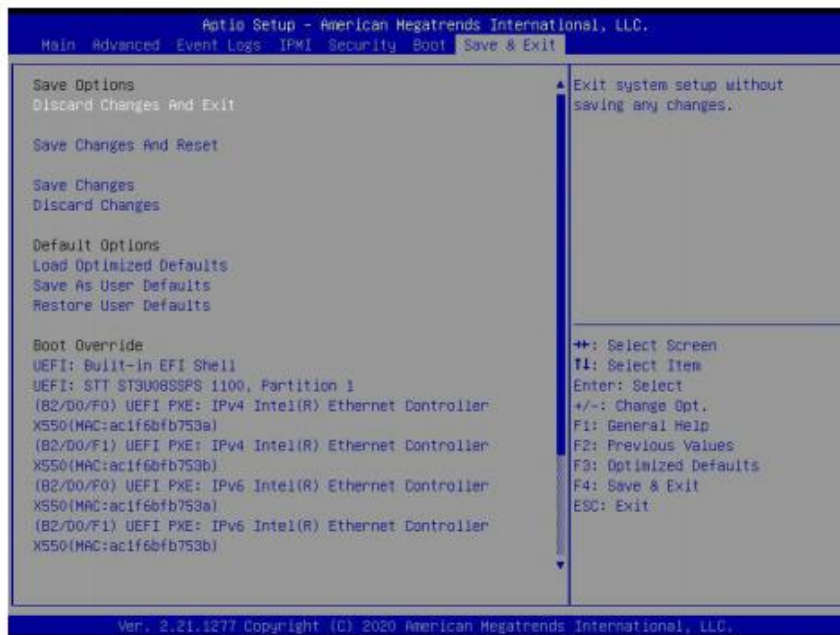 Aptio Setup - American Megatrends International, LLC.
Main Advanced Event Logs IPMI Security Boot Save & Exit
Save Options
Discard Changes And Exit
Save Changes And Reset
Save Changes
Discard Changes
Default Options
Load Optimized Defaults
Save As User Defaults
Restore User Defaults
Boot Override
UEFI: Built-in EFI Shell
UEFI: STT ST3U08SSPS 1100, Partition 1
(B2/D0/F0) UEFI PXE: IPv4 Intel(R) Ethernet Controller
X550(MAC:ac1f6bfb753a)
(B2/D0/F1) UEFI PXE: IPv4 Intel(R) Ethernet Controller
X550(MAC:ac1f6bfb753b)
(B2/D0/F0) UEFI PXE: IPv6 Intel(R) Ethernet Controller
X550(MAC:ac1f6bfb753a)
(B2/D0/F1) UEFI PXE: IPv6 Intel(R) Ethernet Controller
X550(MAC:ac1f6bfb753b)
Exit system setup without
saving any changes.
→←: Select Screen
↑↓: Select Item
Enter: Select
+/-: Change Opt.
F1: General Help
F2: Previous Values
F3: Optimized Defaults
F4: Save & Exit
ESC: Exit
Ver. 2.21.1277 Copyright (C) 2020 American Megatrends International, LLC.